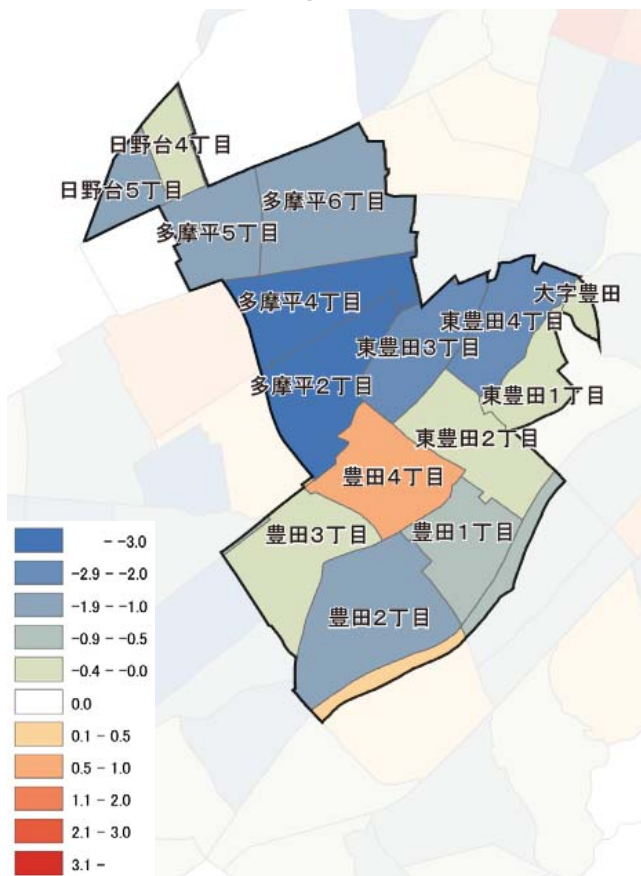 日野台4丁目
日野台5丁目
多摩平6丁目
多摩平5丁目
大字豊田
多摩平4丁目
東豊田4丁目
東豊田3丁目
多摩平2丁目
東豊田1丁目
東豊田2丁目
豊田4丁目
豊田3丁目
豊田1丁目
豊田2丁目
- -3.0
-2.9 - -2.0
-1.9 - -1.0
-0.9 - -0.5
-0.4 - -0.0
0.0
0.1 - 0.5
0.5 - 1.0
1.1 - 2.0
2.1 - 3.0
3.1 -